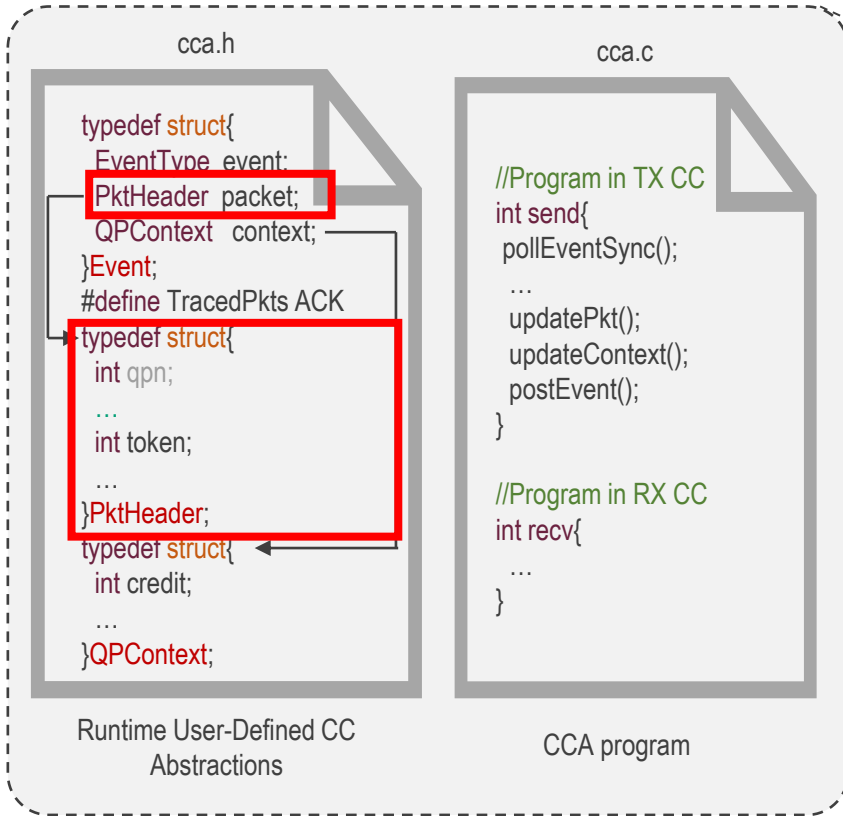 cca.h
typedef struct{
EventType event;
PktHeader packet;
QPContext context;
}Event;
#define TracedPkts ACK
typedef struct{
int qpn;
…
int token;
…
}PktHeader;
typedef struct{
int credit;
…
}QPContext;
Runtime User-Defined CC
Abstractions
cca.c
//Program in TX CC
int send{
pollEventSync();
…
updatePkt();
updateContext();
postEvent();
}
//Program in RX CC
int recv{
…
}
CCA program